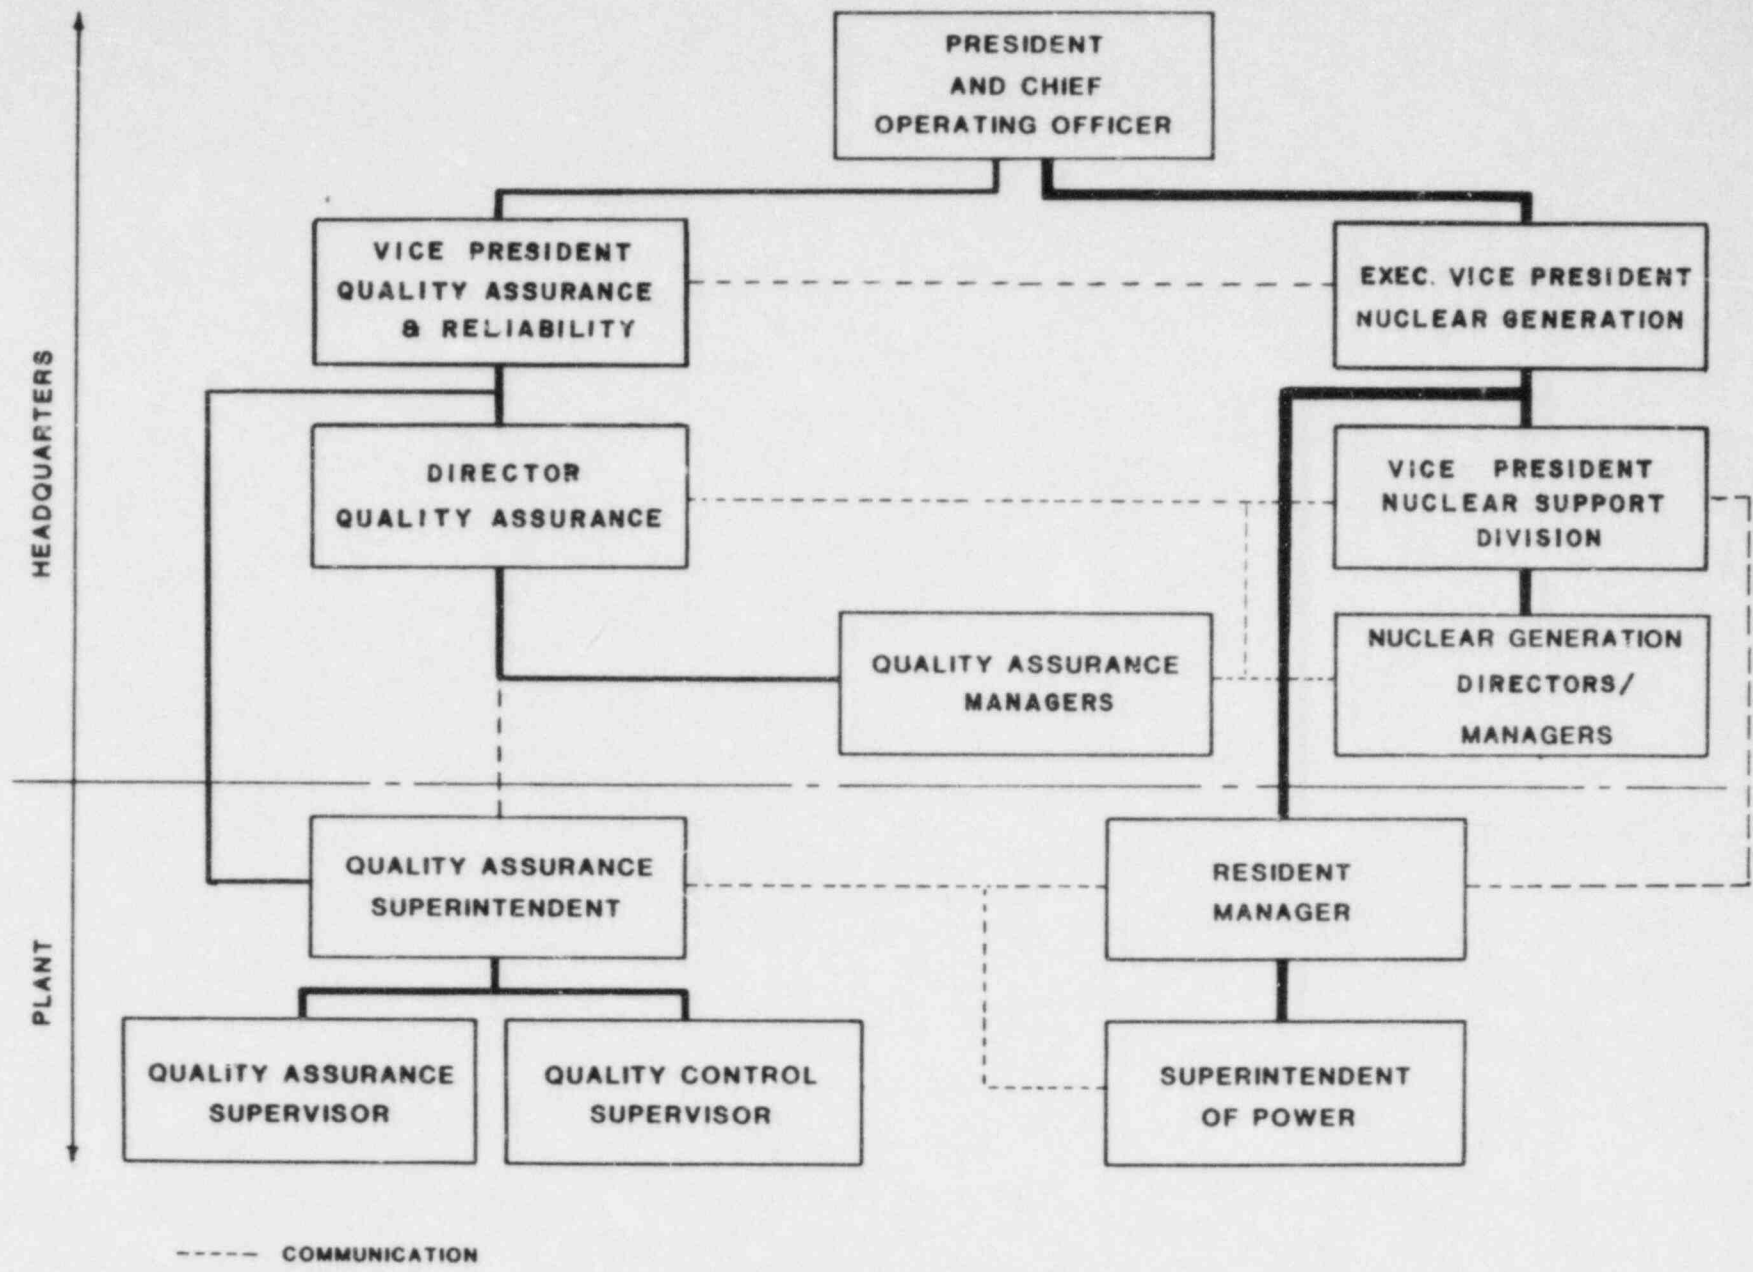 PRESIDENT
AND CHIEF
OPERATING OFFICER
VICE PRESIDENT
QUALITY ASSURANCE
& RELIABILITY
EXEC. VICE PRESIDENT
NUCLEAR GENERATION
HEADQUARTERS
DIRECTOR
QUALITY ASSURANCE
VICE PRESIDENT
NUCLEAR SUPPORT
DIVISION
QUALITY ASSURANCE
MANAGERS
NUCLEAR GENERATION
DIRECTORS/
MANAGERS
PLANT
QUALITY ASSURANCE
SUPERINTENDENT
RESIDENT
MANAGER
QUALITY ASSURANCE
SUPERVISOR
QUALITY CONTROL
SUPERVISOR
SUPERINTENDENT
OF POWER
COMMUNICATION